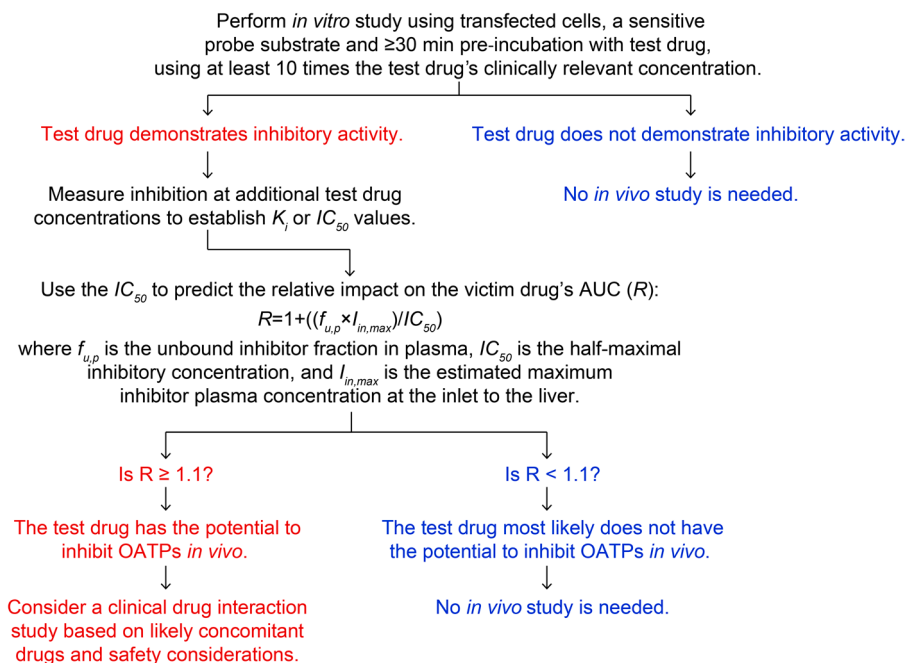 Perform in vitro study using transfected cells, a sensitive
probe substrate and ≥30 min pre-incubation with test drug,
using at least 10 times the test drug's clinically relevant concentration.
Test drug demonstrates inhibitory activity.
Test drug does not demonstrate inhibitory activity.
Measure inhibition at additional test drug
concentrations to establish Ki or IC50 values.
No in vivo study is needed.
Use the IC50 to predict the relative impact on the victim drug's AUC (R):
R=1+((fu,p×Iin,max)/IC50)
where fu,p is the unbound inhibitor fraction in plasma, IC50 is the half-maximal
inhibitory concentration, and Iin,max is the estimated maximum
inhibitor plasma concentration at the inlet to the liver.
Is R ≥ 1.1?
Is R < 1.1?
The test drug has the potential to
inhibit OATPs in vivo.
The test drug most likely does not have
the potential to inhibit OATPs in vivo.
Consider a clinical drug interaction
study based on likely concomitant
drugs and safety considerations.
No in vivo study is needed.